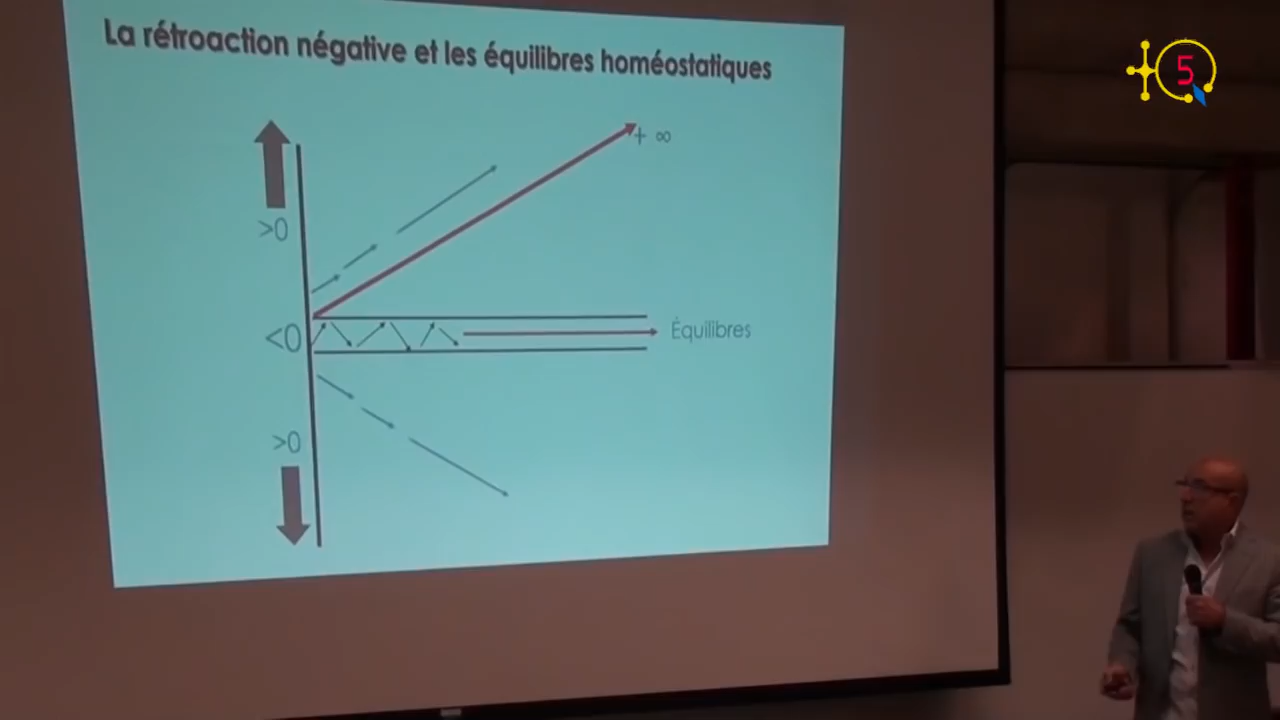 La rétroaction négative et les équilibres homéostatiques
+ ∞
>0
<0
Équilibres
>0
5